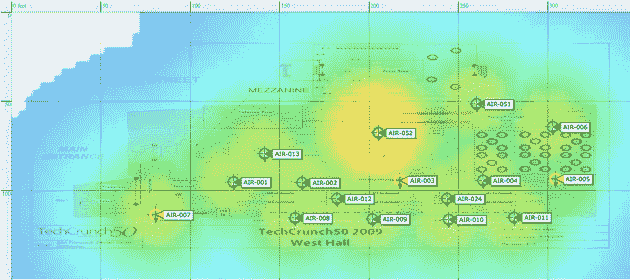 0 feet
50
100
150
200
250
300
0
50
100
MEZZANINE
MAIN
ENTRANCE
AIR-051
AIR-052
AIR-006
AIR-013
AIR-001
AIR-002
AIR-003
AIR-004
AIR-005
AIR-012
AIR-024
AIR-007
AIR-008
AIR-009
AIR-010
AIR-011
TechCrunch50
TechCrunch50 2009
West Hall